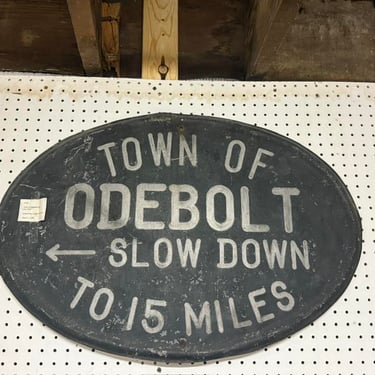 TOWN OF
ODEBOLT
← SLOW DOWN
TO 15 MILES